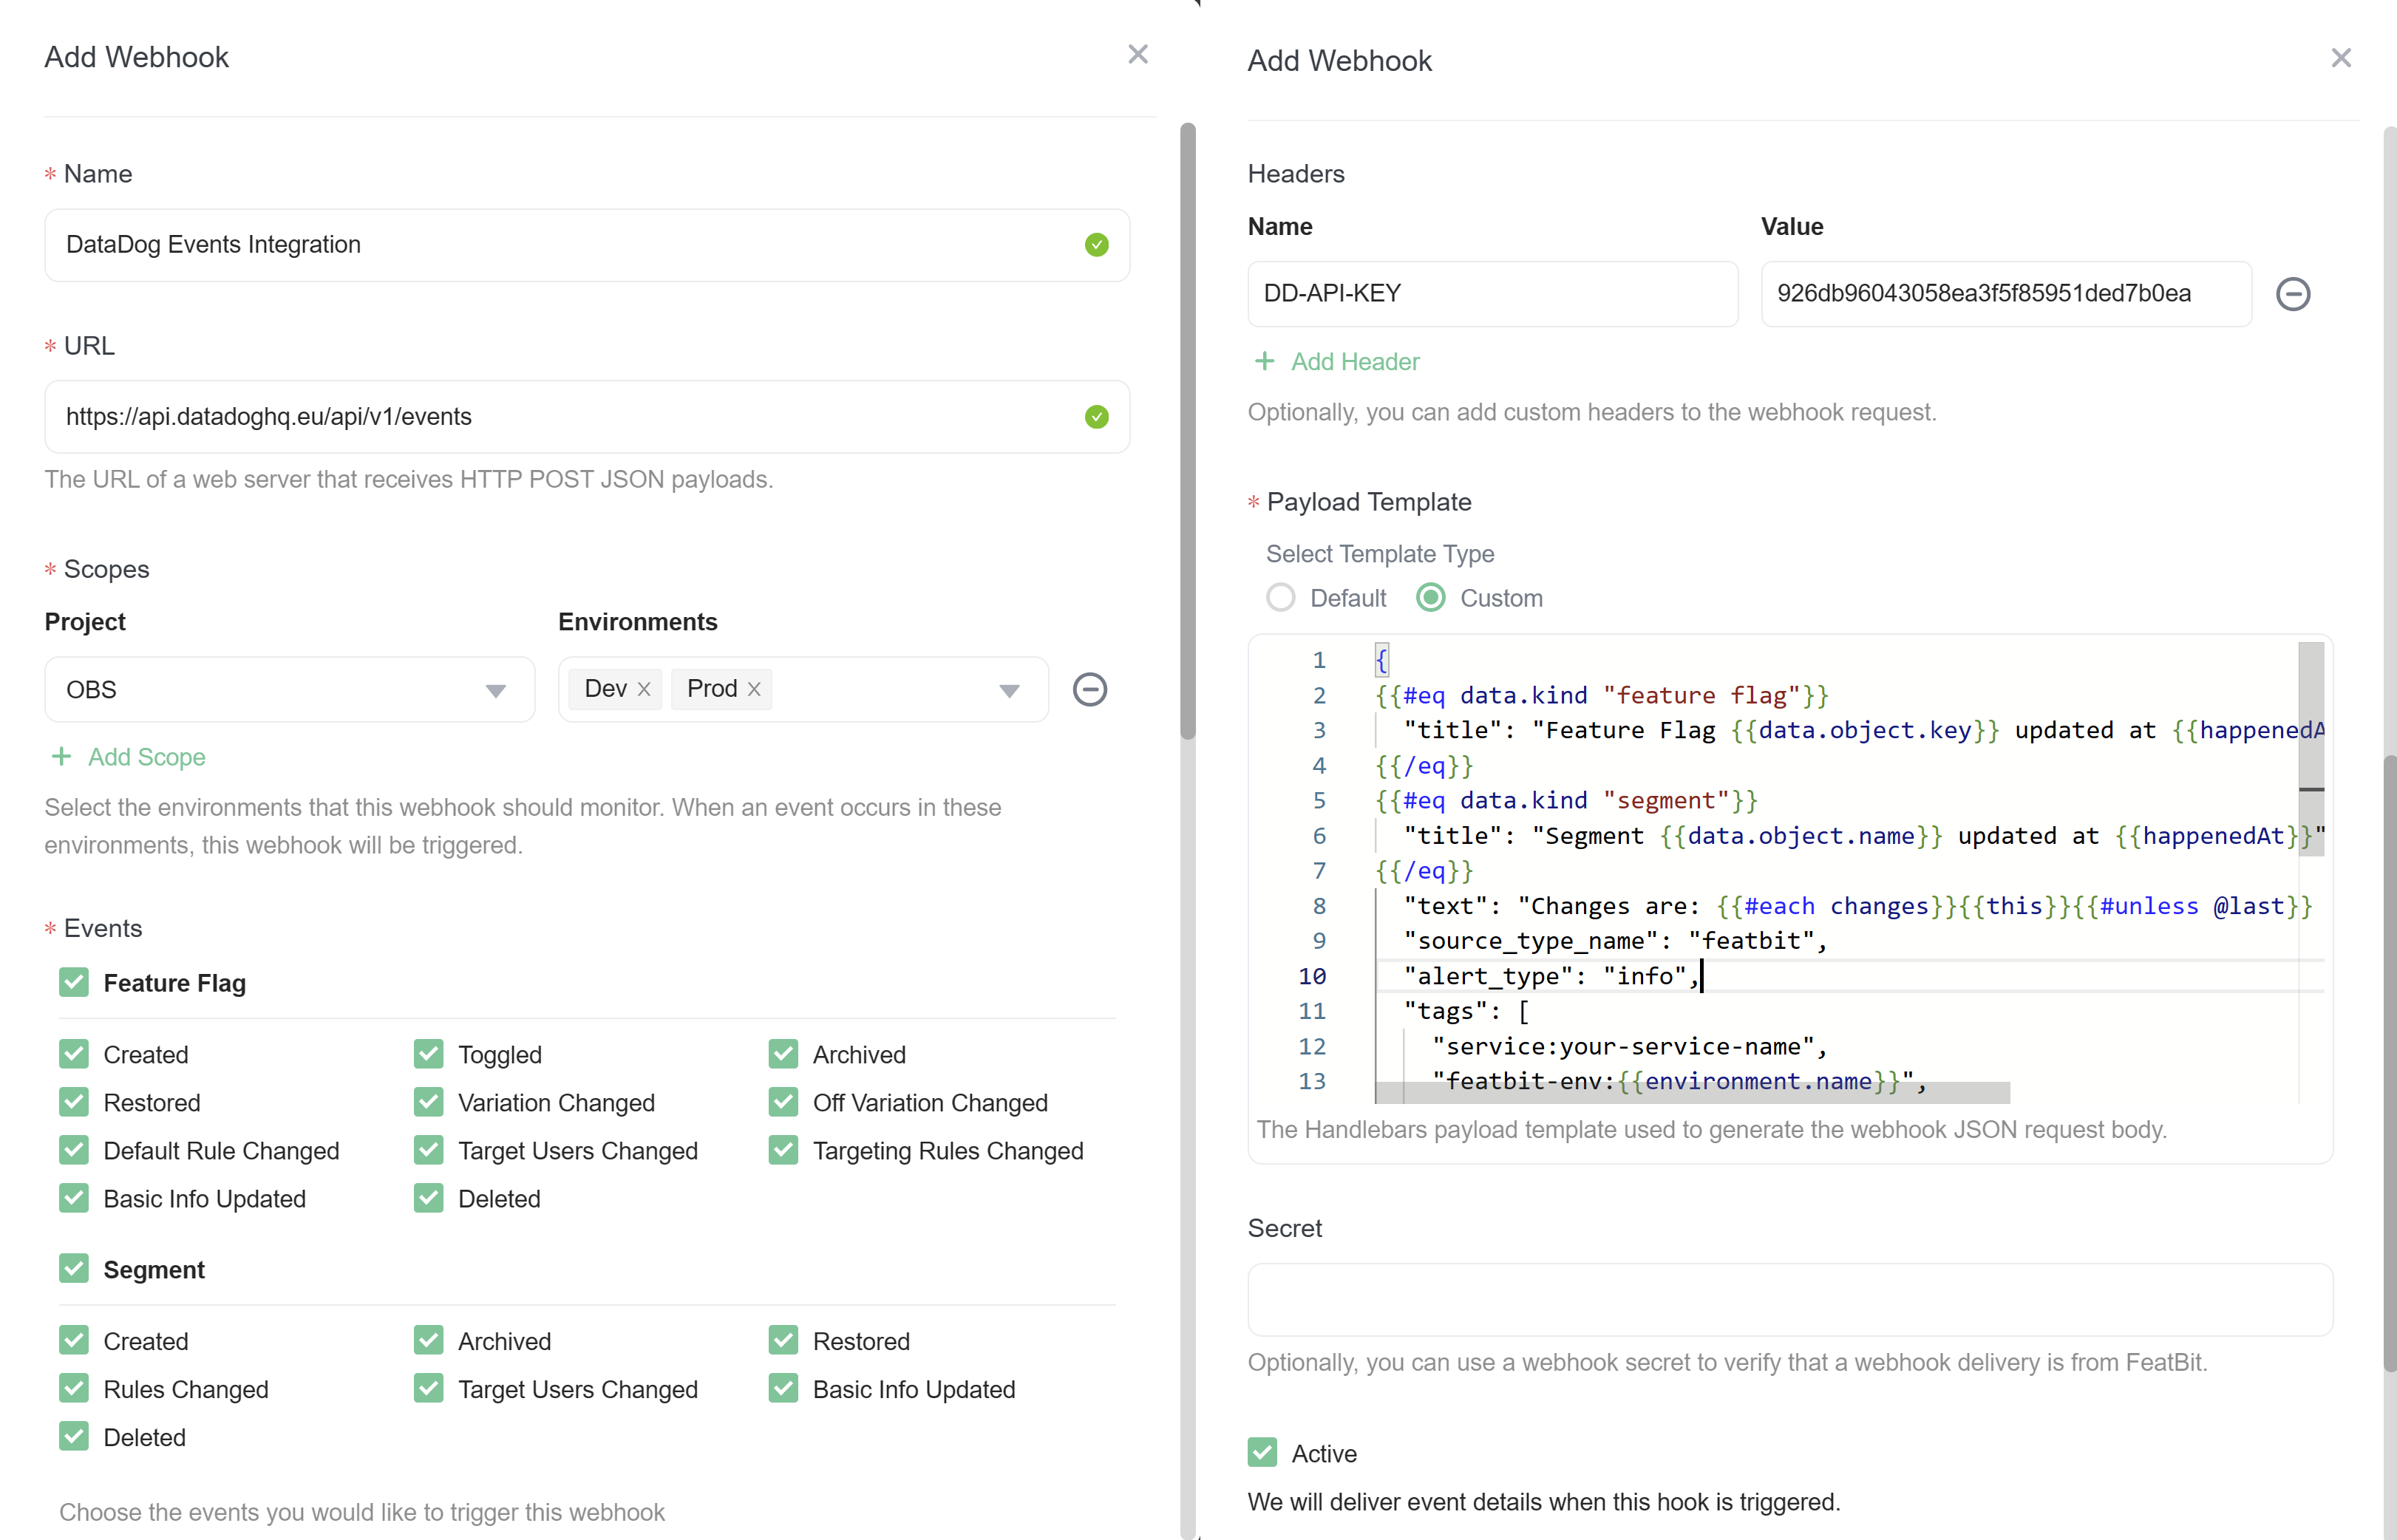 Add Webhook
* Name
DataDog Events Integration
* URL
https://api.datadoghq.eu/api/v1/events
The URL of a web server that receives HTTP POST JSON payloads.
* Scopes
Project Environments
OBS Dev Prod
+ Add Scope
Select the environments that this webhook should monitor. When an event occurs in these
environments, this webhook will be triggered.
* Events
Feature Flag
Created Toggled Archived
Restored Variation Changed Off Variation Changed
Default Rule Changed Target Users Changed Targeting Rules Changed
Basic Info Updated Deleted
Segment
Created Archived Restored
Rules Changed Target Users Changed Basic Info Updated
Deleted
Choose the events you would like to trigger this webhook
Add Webhook
Headers
Name Value
DD-API-KEY 926db96043058ea3f5f85951ded7b0ea
+ Add Header
Optionally, you can add custom headers to the webhook request.
* Payload Template
Select Template Type
Default Custom
1 {
2 {{#eq data.kind "feature flag"}}
3 "title": "Feature Flag {{data.object.key}} updated at {{happenedA
4 {{/eq}}
5 {{#eq data.kind "segment"}}
6 "title": "Segment {{data.object.name}} updated at {{happenedAt}}"
7 {{/eq}}
8 "text": "Changes are: {{#each changes}}{{this}}{{#unless @last}}
9 "source_type_name": "featbit",
10 "alert_type": "info",
11 "tags": [
12 "service:your-service-name",
13 "featbit-env:{{environment.name}}",
The Handlebars payload template used to generate the webhook JSON request body.
Secret
Optionally, you can use a webhook secret to verify that a webhook delivery is from FeatBit.
Active
We will deliver event details when this hook is triggered.